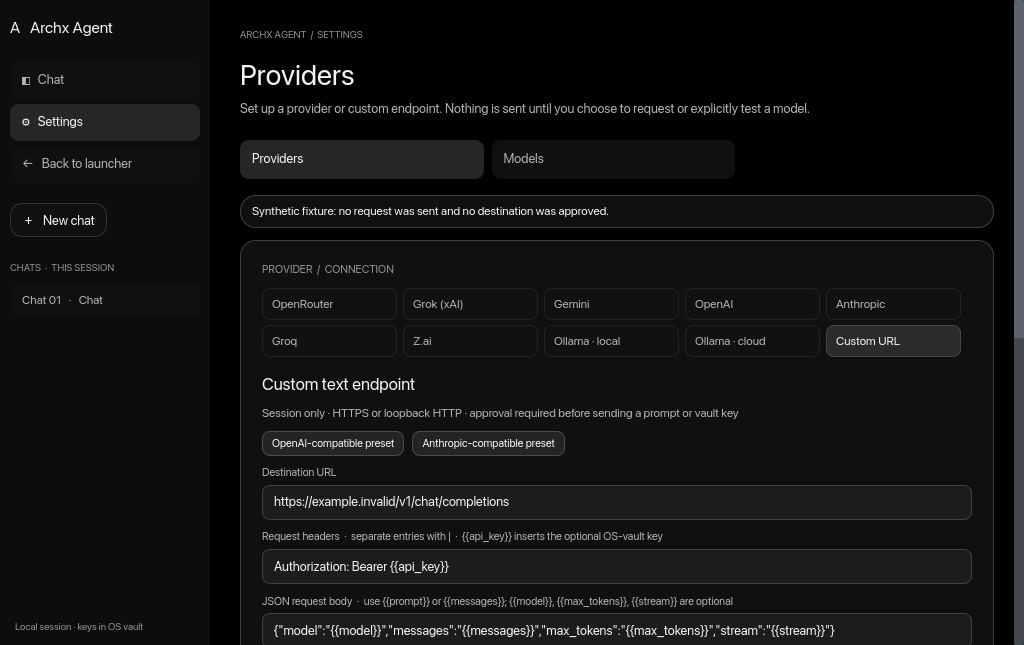 A Archx Agent
Chat
Settings
← Back to launcher
+ New chat
CHATS · THIS SESSION
Chat 01 · Chat
Local session · keys in OS vault
ARCHX AGENT / SETTINGS
Providers
Set up a provider or custom endpoint. Nothing is sent until you choose to request or explicitly test a model.
Providers
Models
Synthetic fixture: no request was sent and no destination was approved.
PROVIDER / CONNECTION
OpenRouter
Grok (xAI)
Gemini
OpenAI
Anthropic
Groq
Z.ai
Ollama · local
Ollama · cloud
Custom URL
Custom text endpoint
Session only · HTTPS or loopback HTTP · approval required before sending a prompt or vault key
OpenAI-compatible preset
Anthropic-compatible preset
Destination URL
https://example.invalid/v1/chat/completions
Request headers · separate entries with | · {{api_key}} inserts the optional OS-vault key
Authorization: Bearer {{api_key}}
JSON request body · use {{prompt}} or {{messages}}; {{model}}, {{max_tokens}}, {{stream}} are optional
{"model":"{{model}}","messages":"{{messages}}","max_tokens":"{{max_tokens}}","stream":"{{stream}}"}